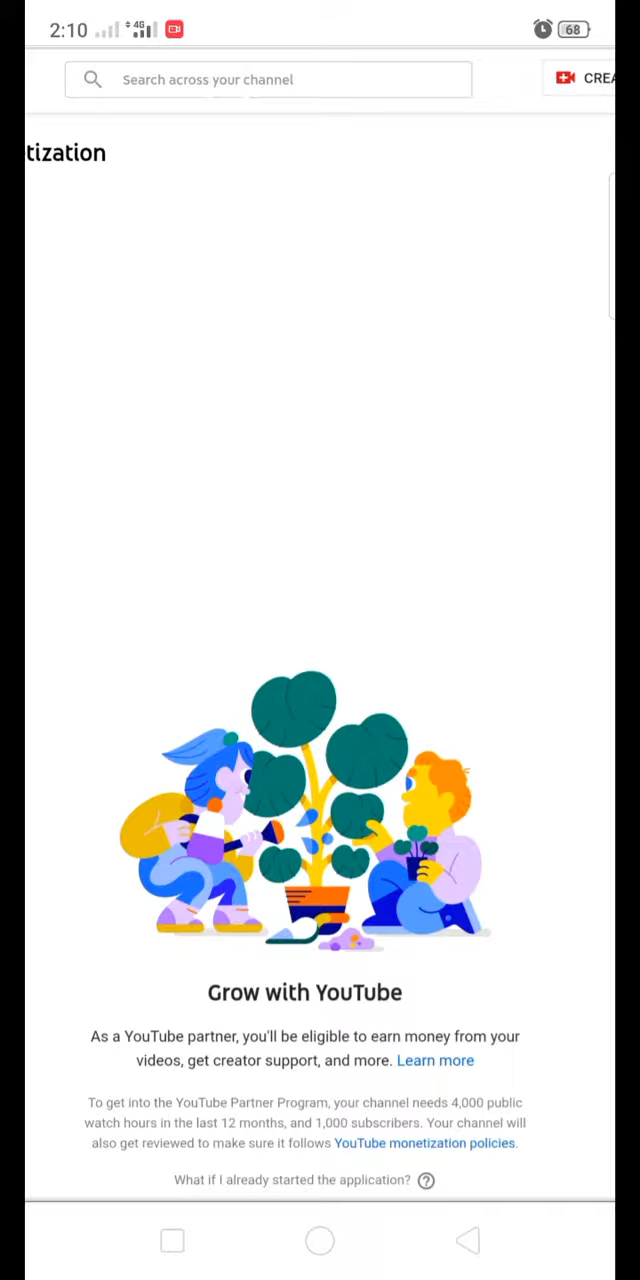 2:10 4G 68
Search across your channel
CREA
tization
Grow with YouTube
As a YouTube partner, you'll be eligible to earn money from your
videos, get creator support, and more. Learn more
To get into the YouTube Partner Program, your channel needs 4,000 public
watch hours in the last 12 months, and 1,000 subscribers. Your channel will
also get reviewed to make sure it follows YouTube monetization policies.
What if I already started the application? ?